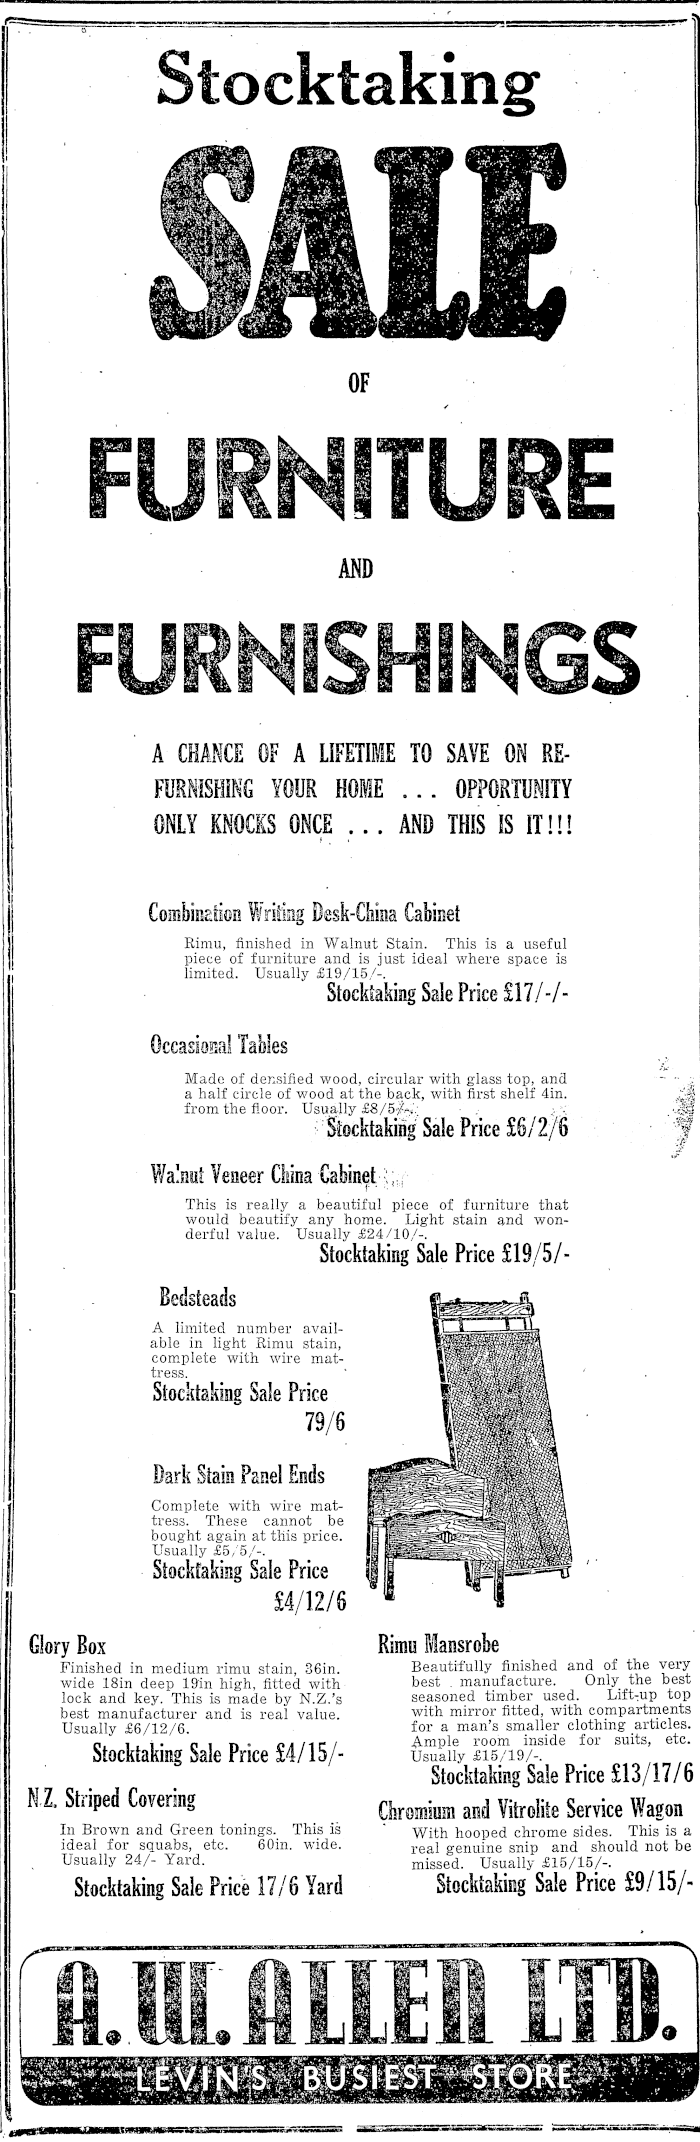 Stocktaking
SALE
OF
FURNITURE
AND
FURNISHINGS
A CHANCE OF A LIFETIME TO SAVE ON RE-
FURNISHING YOUR HOME ... OPPORTUNITY
ONLY KNOCKS ONCE ... AND THIS IS IT!!!
Combination Writing Desk-China Cabinet
Rimu, finished in Walnut Stain. This is a useful
piece of furniture and is just ideal where space is
limited. Usually £19/15/-.
Stocktaking Sale Price £17/-/-
Occasional Tables
Made of densified wood, circular with glass top, and
a half circle of wood at the back, with first shelf 4in.
from the floor. Usually £8/5/-.
Stocktaking Sale Price £6/2/6
Walnut Veneer China Cabinet
This is really a beautiful piece of furniture that
would beautify any home. Light stain and won-
derful value. Usually £24/10/-.
Stocktaking Sale Price £19/5/-
Bedsteads
A limited number avail-
able in light Rimu stain,
complete with wire mat-
tress.
Stocktaking Sale Price
79/6
Dark Stain Panel Ends
Complete with wire mat-
tress. These cannot be
bought again at this price.
Usually £5/5/-.
Stocktaking Sale Price
£4/12/6
Glory Box
Finished in medium rimu stain, 36in.
wide 18in deep 19in high, fitted with
lock and key. This is made by N.Z.'s
best manufacturer and is real value.
Usually £6/12/6.
Stocktaking Sale Price £4/15/-
N.Z. Striped Covering
In Brown and Green tonings. This is
ideal for squabs, etc. 60in. wide.
Usually 24/- Yard.
Stocktaking Sale Price 17/6 Yard
Rimu Mansrobe
Beautifully finished and of the very
best manufacture. Only the best
seasoned timber used. Lift-up top
with mirror fitted, with compartments
for a man's smaller clothing articles.
Ample room inside for suits, etc.
Usually £15/19/-.
Stocktaking Sale Price £13/17/6
Chromium and Vitrolite Service Wagon
With hooped chrome sides. This is a
real genuine snip and should not be
missed. Usually £15/15/-.
Stocktaking Sale Price £9/15/-
A. W. ALLEN LTD.
LEVIN'S BUSIEST STORE